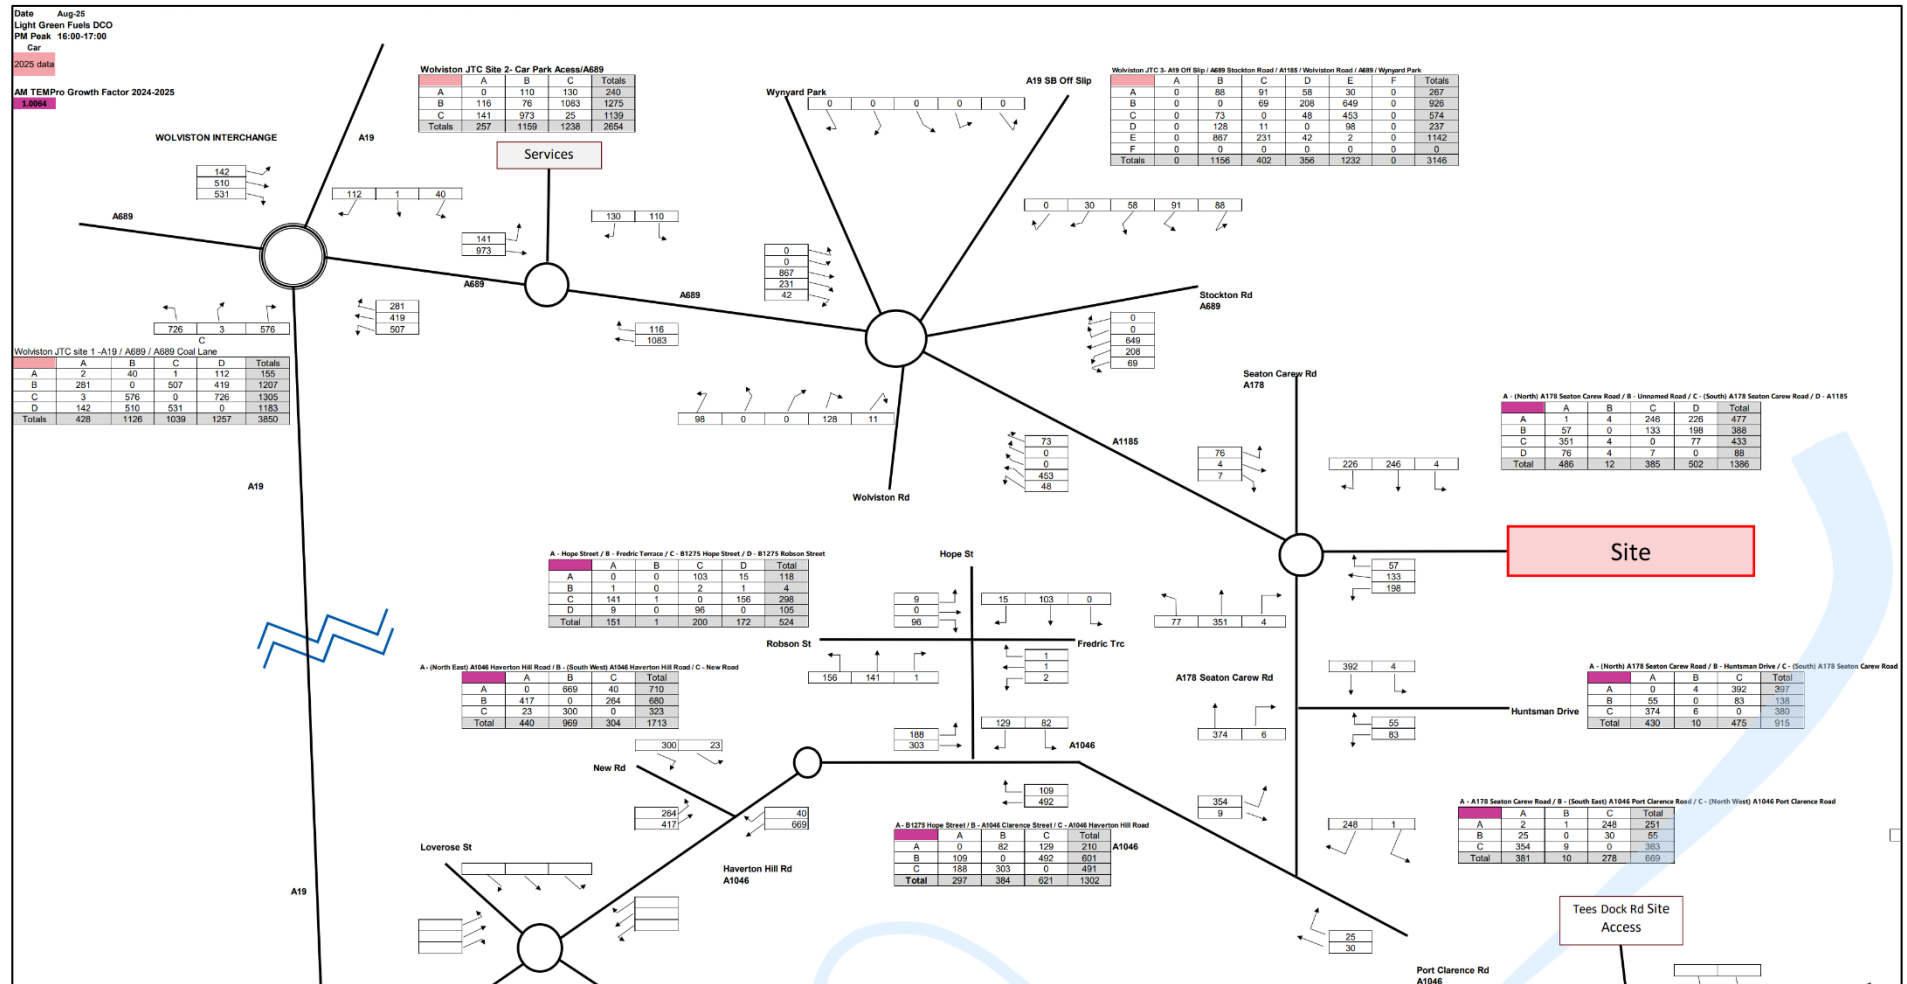 Date Aug-25
Light Green Fuels DCO
PM Peak 16:00-17:00
Car
2025 data
AM TEMPro Growth Factor 2024-2025
1.0064
WOLVISTON INTERCHANGE
A19
142
510
531
112 1 40
A689
726 3 576
C
281
419
507
Wolviston JTC site 1 -A19 / A689 / A689 Coal Lane
A B C D Totals
A 2 40 1 112 155
B 281 0 507 419 1207
C 3 576 0 726 1305
D 142 510 531 0 1183
Totals 428 1126 1039 1257 3850
Wolviston JTC Site 2- Car Park Acess/A689
A B C Totals
A 0 110 130 240
B 116 76 1083 1275
C 141 973 25 1139
Totals 257 1159 1238 2654
Services
130 110
141
973
A689
A689
116
1083
Wynyard Park
0 0 0 0 0
A19 SB Off Slip
Wolviston JTC 3- A19 Off Slip / A689 Stockton Road / A1185 / Wolviston Road / A689 / Wynyard Park
A B C D E F Totals
A 0 88 91 58 30 0 267
B 0 0 69 208 649 0 926
C 0 73 0 48 453 0 574
D 0 128 11 0 98 0 237
E 0 867 231 42 2 0 1142
F 0 0 0 0 0 0 0
Totals 0 1156 402 356 1232 0 3146
0 30 58 91 88
0
0
867
231
42
Stockton Rd
A689
0
0
649
208
69
98 0 0 128 11
73
0
0
453
48
Wolviston Rd
A1185
Seaton Carew Rd
A178
76
4
7
226 246 4
A - (North) A178 Seaton Carew Road / B - Unnamed Road / C - (South) A178 Seaton Carew Road / D - A1185
A B C D Total
A 1 4 246 226 477
B 57 0 133 198 388
C 351 4 0 77 433
D 76 4 7 0 88
Total 486 12 385 502 1386
Site
57
133
198
77 351 4
A19
A - Hope Street / B - Fredric Terrace / C - B1275 Hope Street / D - B1275 Robson Street
A B C D Total
A 0 0 103 15 118
B 1 0 2 1 4
C 141 1 0 156 298
D 9 0 96 0 105
Total 151 1 200 172 524
Hope St
9
0
96
15 103 0
Robson St
Fredric Trc
156 141 1
1
1
2
A - (North East) A1046 Haverton Hill Road / B - (South West) A1046 Haverton Hill Road / C - New Road
A B C Total
A 0 669 40 710
B 417 0 264 680
C 23 300 0 323
Total 440 969 304 1713
A178 Seaton Carew Rd
392 4
A - (North) A178 Seaton Carew Road / B - Huntsman Drive / C - (South) A178 Seaton Carew Road
A B C Total
A 0 4 392 397
B 55 0 83 138
C 374 6 0 380
Total 430 10 475 915
Huntsman Drive
55
83
374 6
188
303
129 82
A1046
300 23
New Rd
264
417
40
669
109
492
354
9
248 1
A - A178 Seaton Carew Road / B - (South East) A1046 Port Clarence Road / C - (North West) A1046 Port Clarence Road
A B C Total
A 2 1 248 251
B 25 0 30 55
C 354 9 0 363
Total 381 10 278 669
A - B1275 Hope Street / B - A1046 Clarence Street / C - A1046 Haverton Hill Road
A B C Total
A 0 82 129 210
B 109 0 492 601
C 188 303 0 491
Total 297 384 621 1302
A1046
Loverose St
Haverton Hill Rd
A1046
A19
Tees Dock Rd Site
Access
25
30
Port Clarence Rd
A1046